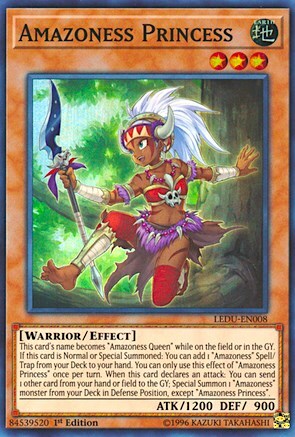 AMAZONESS PRINCESS
EARTH
地
LEDU-EN008
[WARRIOR/EFFECT]
This card's name becomes "Amazoness Queen" while on the field or in the GY.
If this card is Normal or Special Summoned: You can add 1 "Amazoness" Spell/
Trap from your Deck to your hand. You can only use this effect of "Amazoness
Princess" once per turn. When this card declares an attack: You can send
1 other card from your hand or field to the GY; Special Summon 1 "Amazoness"
monster from your Deck in Defense Position, except "Amazoness Princess".
ATK/1200 DEF/ 900
84539520 1st Edition ©1996 KAZUKI TAKAHASHI